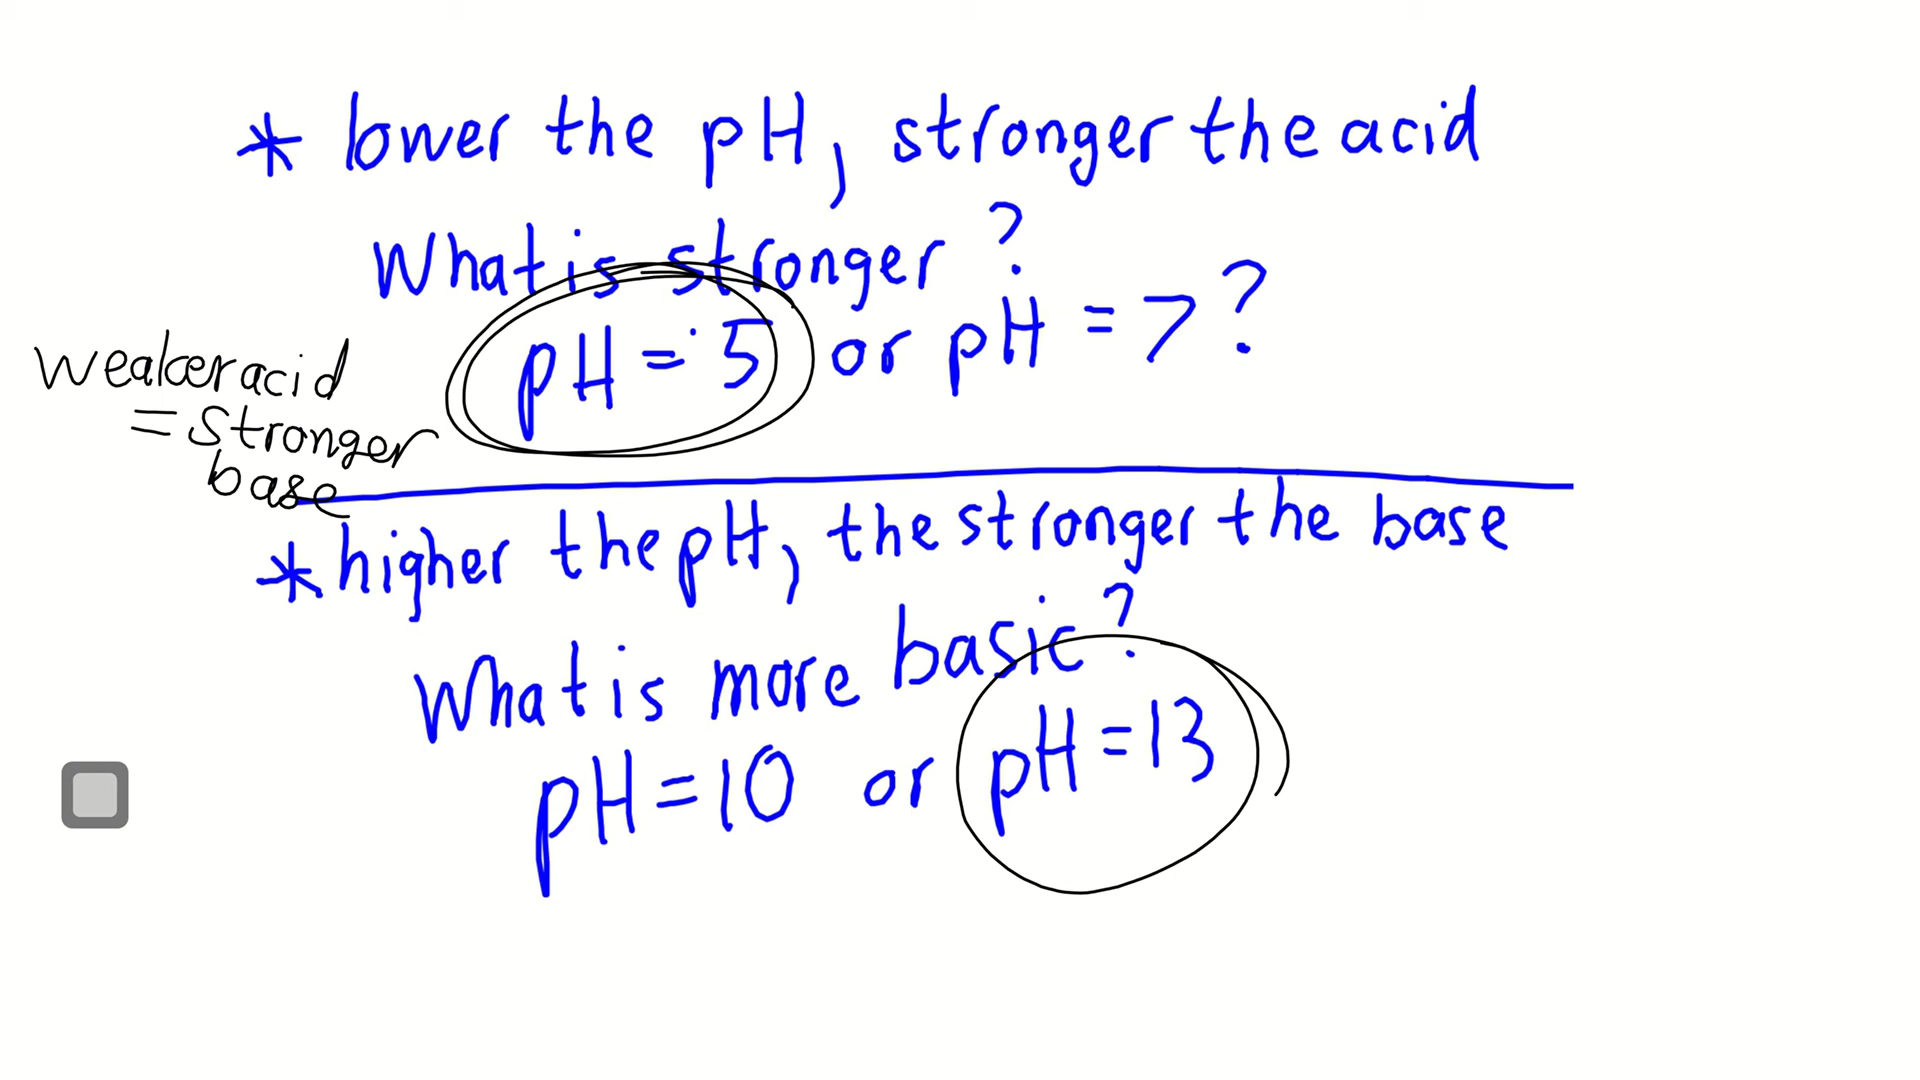 * lower the pH, stronger the acid
What is stronger?
pH = 5 or pH = 7?
weaker acid
= stronger
base
* higher the pH, the stronger the base
What is more basic?
pH = 10 or pH = 13